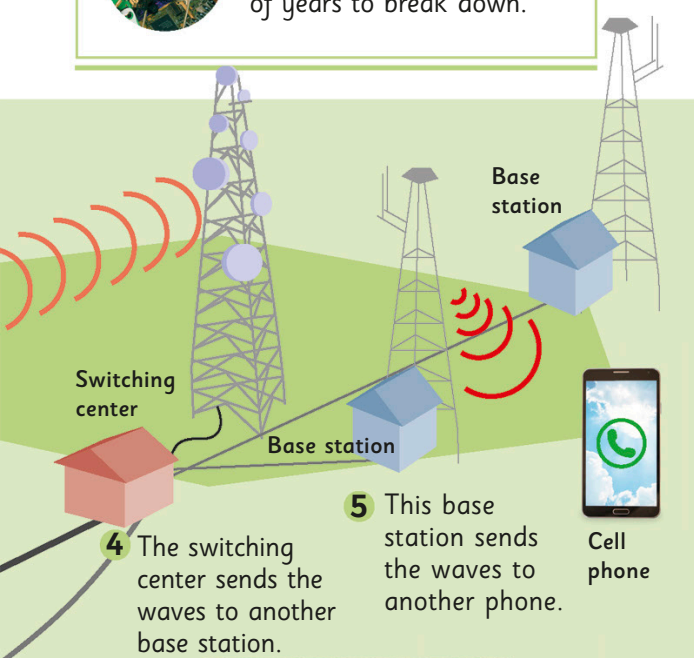 of years to break down.
Base
station
Switching
center
Base station
4 The switching
center sends the
waves to another
base station.
5 This base
station sends
the waves to
another phone.
Cell
phone